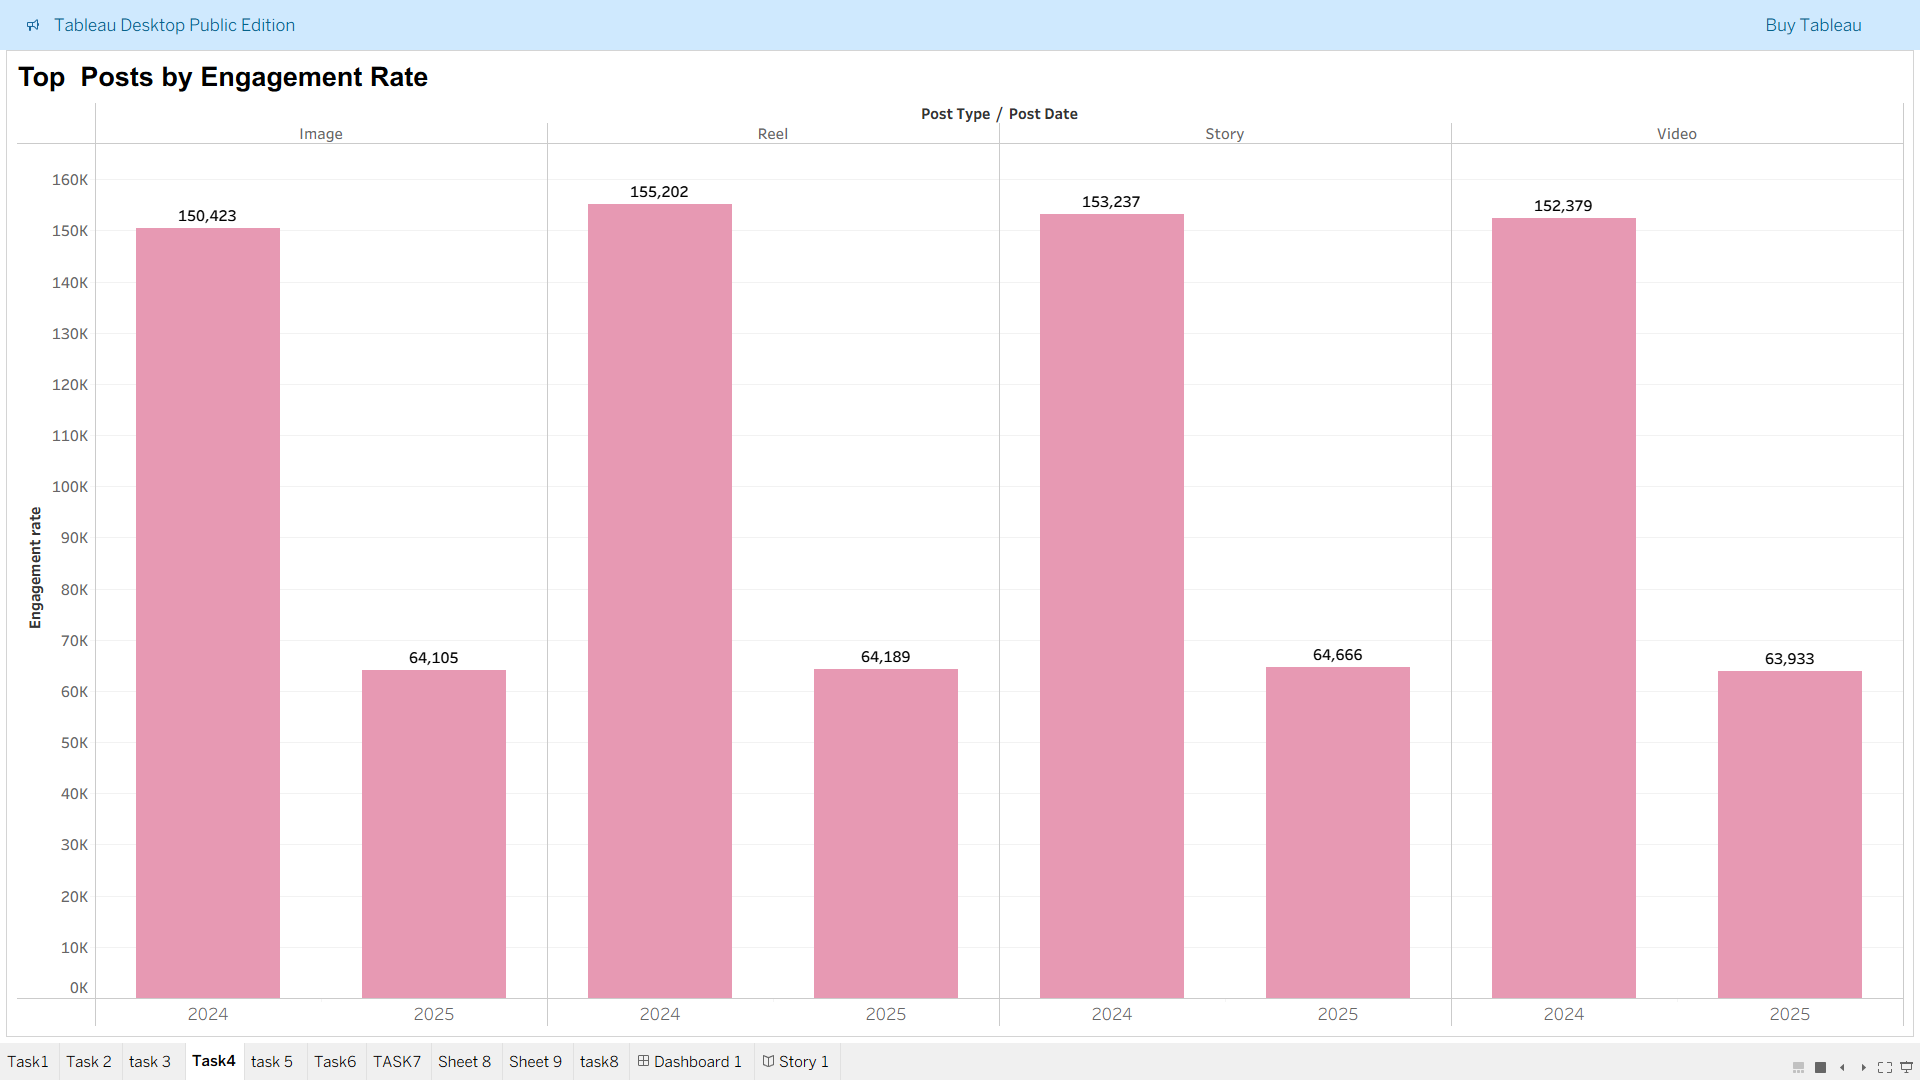 Tableau Desktop Public Edition Buy Tableau
Top  Posts by Engagement Rate
Post Type / Post Date
Image Reel Story Video
160K
150K
140K
130K
120K
110K
100K
90K
80K
70K
60K
50K
40K
30K
20K
10K
0K
Engagement rate
150,423 64,105 155,202 64,189 153,237 64,666 152,379 63,933
2024 2025 2024 2025 2024 2025 2024 2025
Task1 Task 2 task 3 Task4 task 5 Task6 TASK7 Sheet 8 Sheet 9 task8 Dashboard 1 Story 1